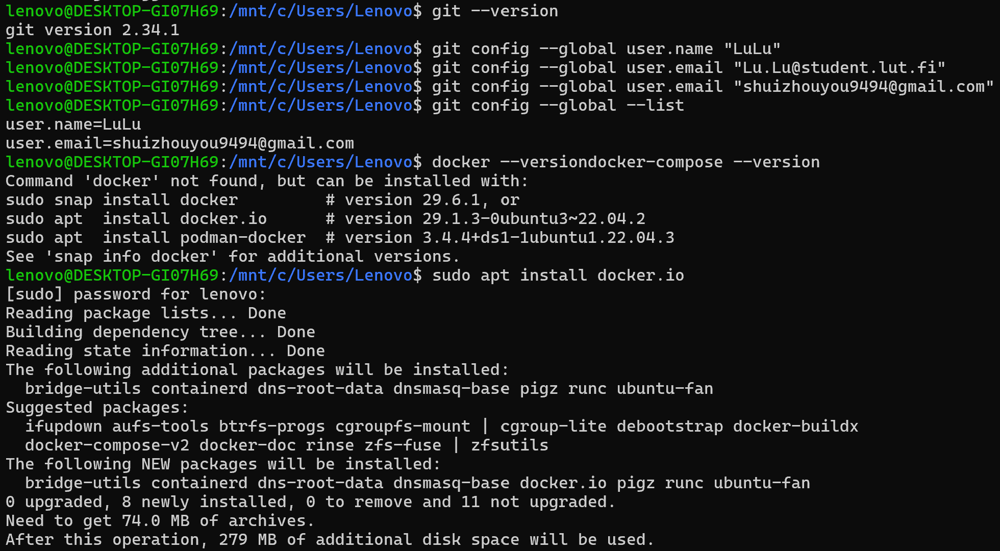 lenovo@DESKTOP-GI07H69:/mnt/c/Users/Lenovo$ git --version
git version 2.34.1
lenovo@DESKTOP-GI07H69:/mnt/c/Users/Lenovo$ git config --global user.name "LuLu"
lenovo@DESKTOP-GI07H69:/mnt/c/Users/Lenovo$ git config --global user.email "Lu.Lu@student.lut.fi"
lenovo@DESKTOP-GI07H69:/mnt/c/Users/Lenovo$ git config --global user.email "shuizhouyou9494@gmail.com"
lenovo@DESKTOP-GI07H69:/mnt/c/Users/Lenovo$ git config --global --list
user.name=LuLu
user.email=shuizhouyou9494@gmail.com
lenovo@DESKTOP-GI07H69:/mnt/c/Users/Lenovo$ docker --versiondocker-compose --version
Command 'docker' not found, but can be installed with:
sudo snap install docker         # version 29.6.1, or
sudo apt  install docker.io      # version 29.1.3-0ubuntu3~22.04.2
sudo apt  install podman-docker  # version 3.4.4+ds1-1ubuntu1.22.04.3
See 'snap info docker' for additional versions.
lenovo@DESKTOP-GI07H69:/mnt/c/Users/Lenovo$ sudo apt install docker.io
[sudo] password for lenovo:
Reading package lists... Done
Building dependency tree... Done
Reading state information... Done
The following additional packages will be installed:
  bridge-utils containerd dns-root-data dnsmasq-base pigz runc ubuntu-fan
Suggested packages:
  ifupdown aufs-tools btrfs-progs cgroupfs-mount | cgroup-lite debootstrap docker-buildx
  docker-compose-v2 docker-doc rinse zfs-fuse | zfsutils
The following NEW packages will be installed:
  bridge-utils containerd dns-root-data dnsmasq-base docker.io pigz runc ubuntu-fan
0 upgraded, 8 newly installed, 0 to remove and 11 not upgraded.
Need to get 74.0 MB of archives.
After this operation, 279 MB of additional disk space will be used.